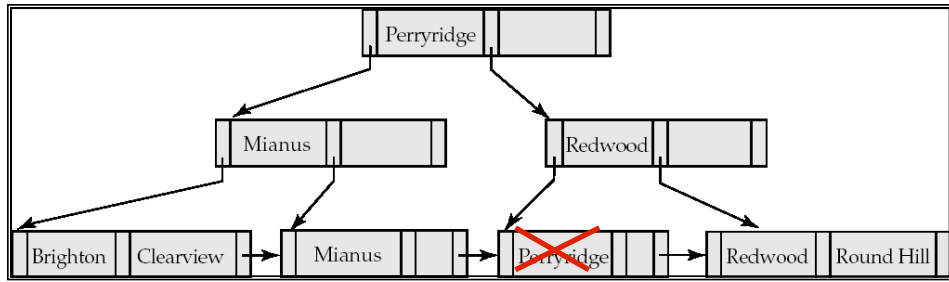 Perryridge
Mianus Redwood
Brighton Clearview Mianus Perryridge Redwood Round Hill